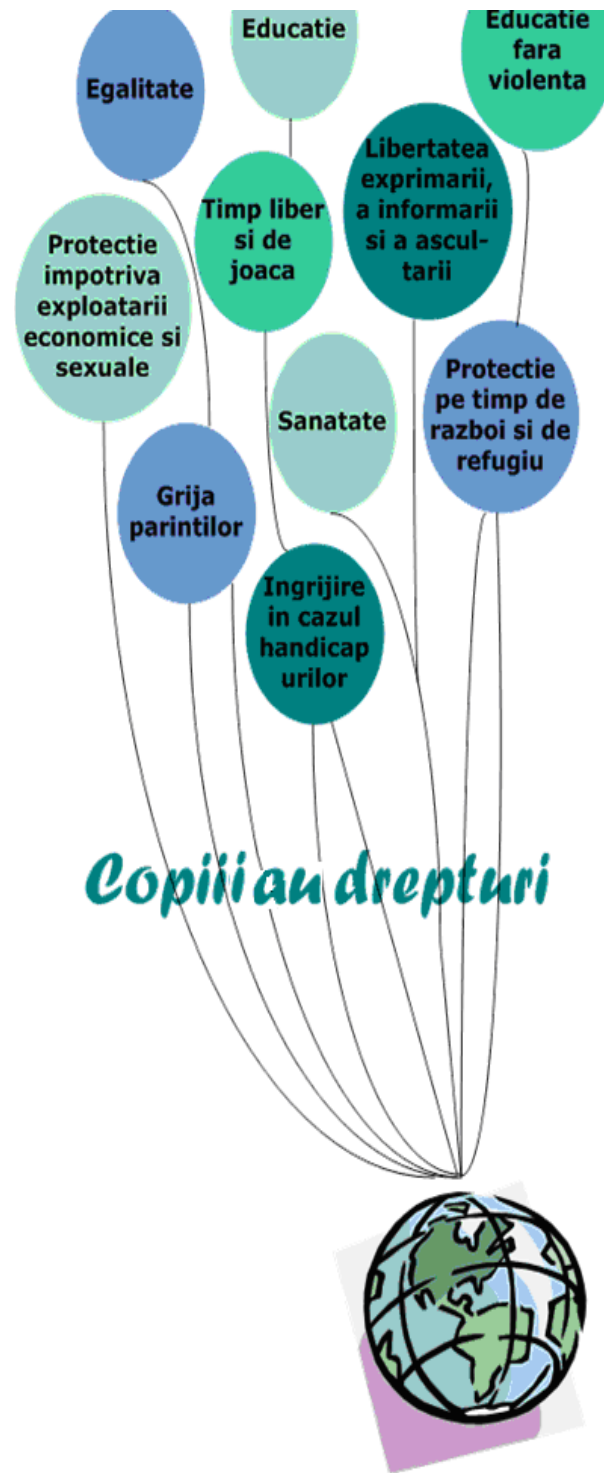 Educatie
Educatie
fara
violenta
Egalitate
Libertatea
exprimarii,
a informarii
si a ascul-
tarii
Timp liber
si de
joaca
Protectie
impotriva
exploatarii
economice si
sexuale
Protectie
pe timp de
razboi si de
refugiu
Sanatate
Grija
parintilor
Ingrijire
in cazul
handicap
urilor
Copiii au drepturi